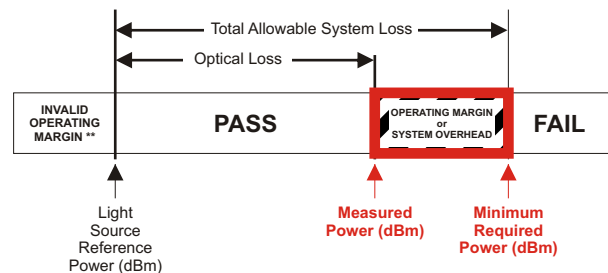 Total Allowable System Loss
Optical Loss
INVALID
OPERATING
MARGIN **
PASS
OPERATING MARGIN
or
SYSTEM OVERHEAD
FAIL
Light
Source
Reference
Power (dBm)
Measured
Power (dBm)
Minimum
Required
Power (dBm)